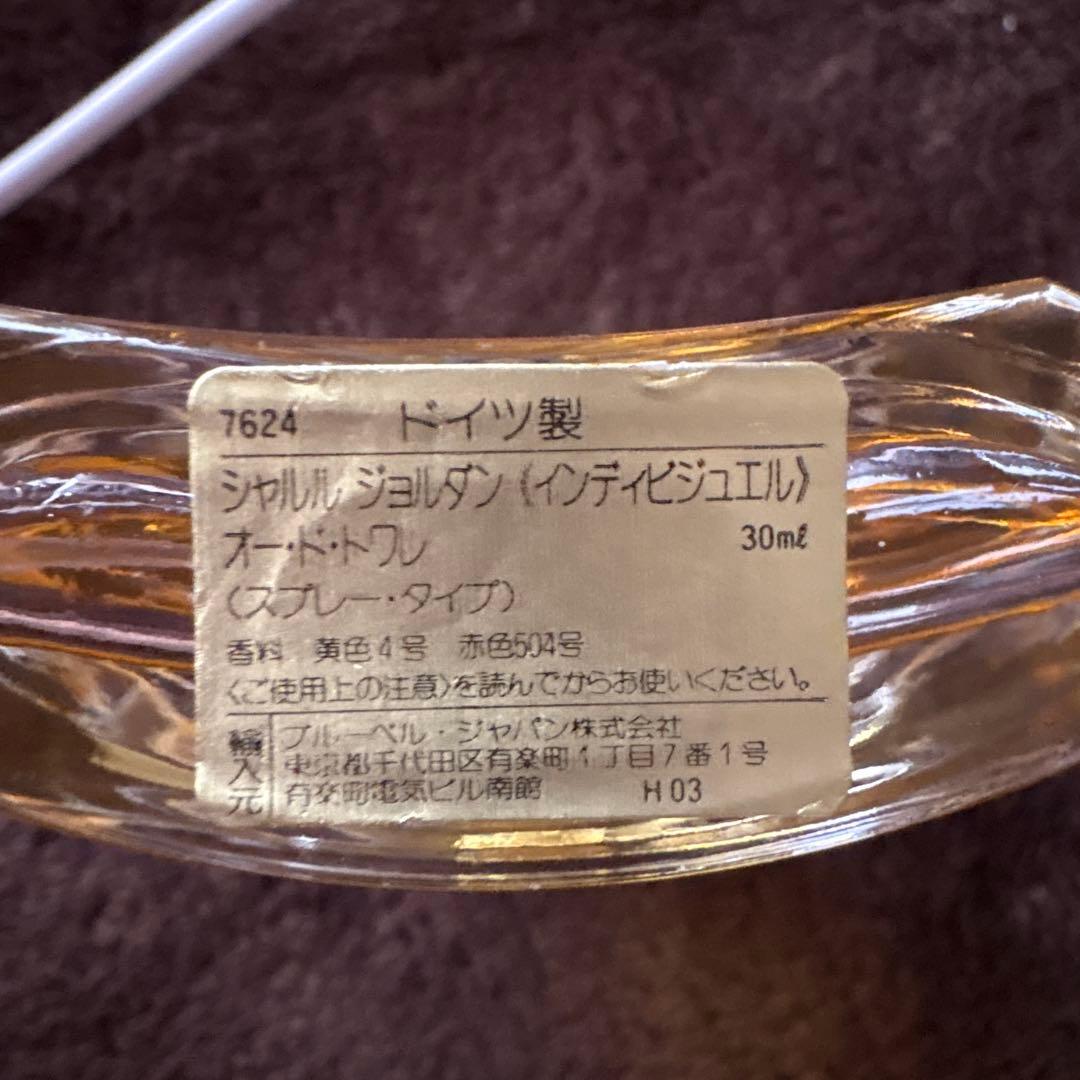 7624 ドイツ製
シャルル ジョルダン《インディビジュエル》
オー・ド・トワレ 30㎖
〈スプレー・タイプ〉
香料 黄色4号 赤色504号
〈ご使用上の注意〉を読んでからお使いください。
輸入元 ブルーベル・ジャパン株式会社
東京都千代田区有楽町1丁目7番1号
有楽町電気ビル南館 H03